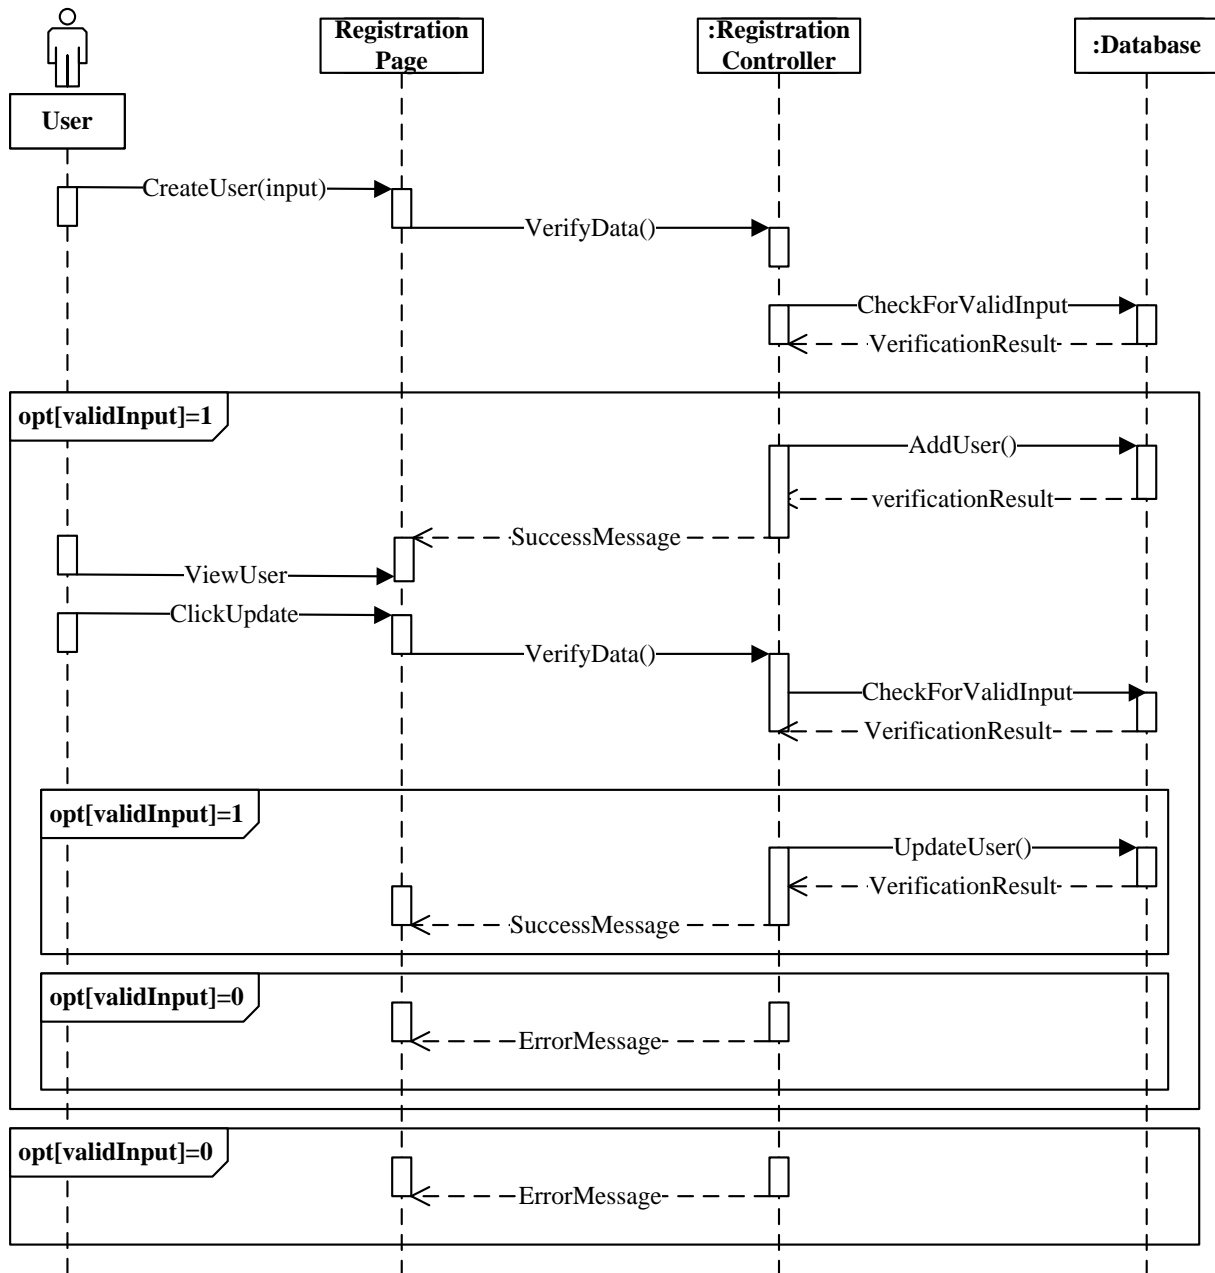 Registration
Page
:Registration
Controller
:Database
User
CreateUser(input)
VerifyData()
CheckForValidInput
VerificationResult
opt[validInput]=1
AddUser()
verificationResult
SuccessMessage
ViewUser
ClickUpdate
VerifyData()
CheckForValidInput
VerificationResult
opt[validInput]=1
UpdateUser()
VerificationResult
SuccessMessage
opt[validInput]=0
ErrorMessage
opt[validInput]=0
ErrorMessage